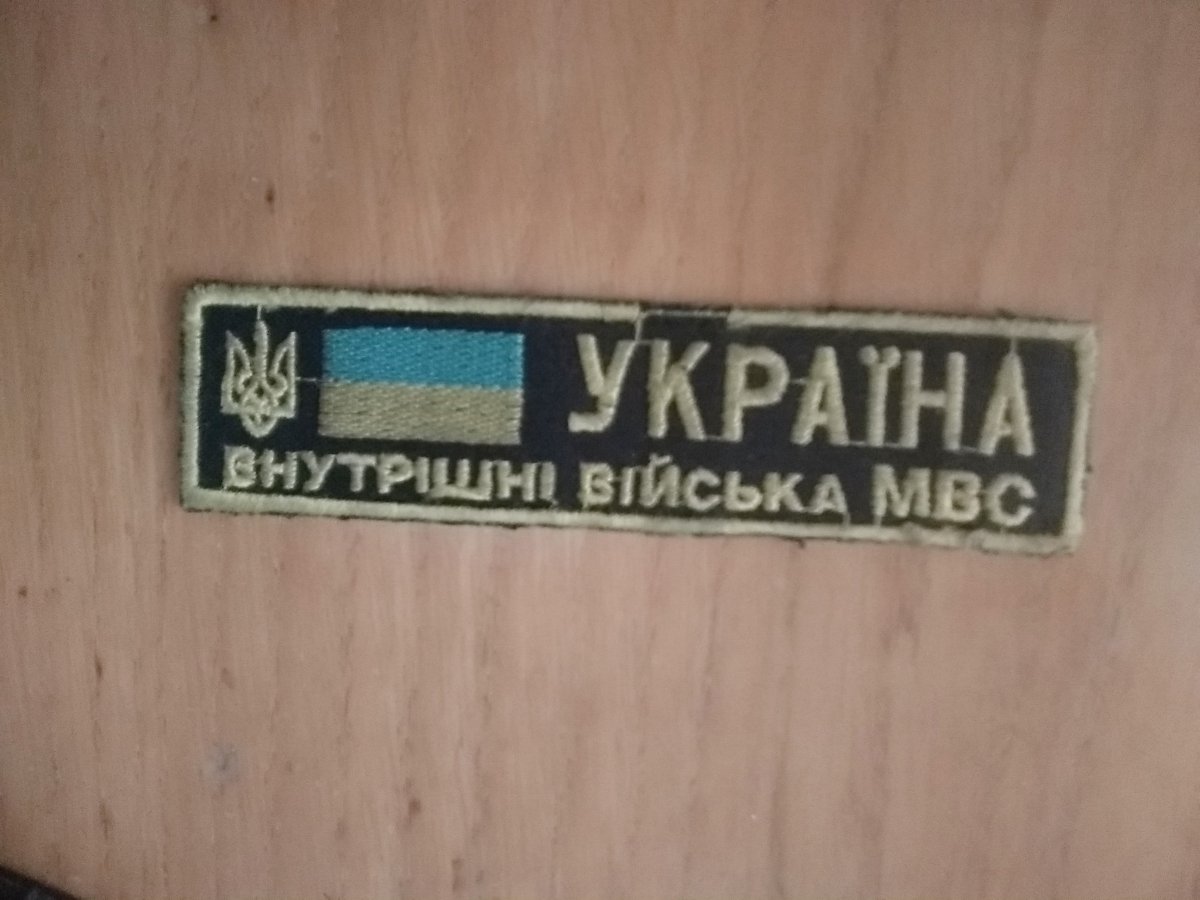 УКРАЇНА
ВНУТРІШНІ ВІЙСЬКА МВС